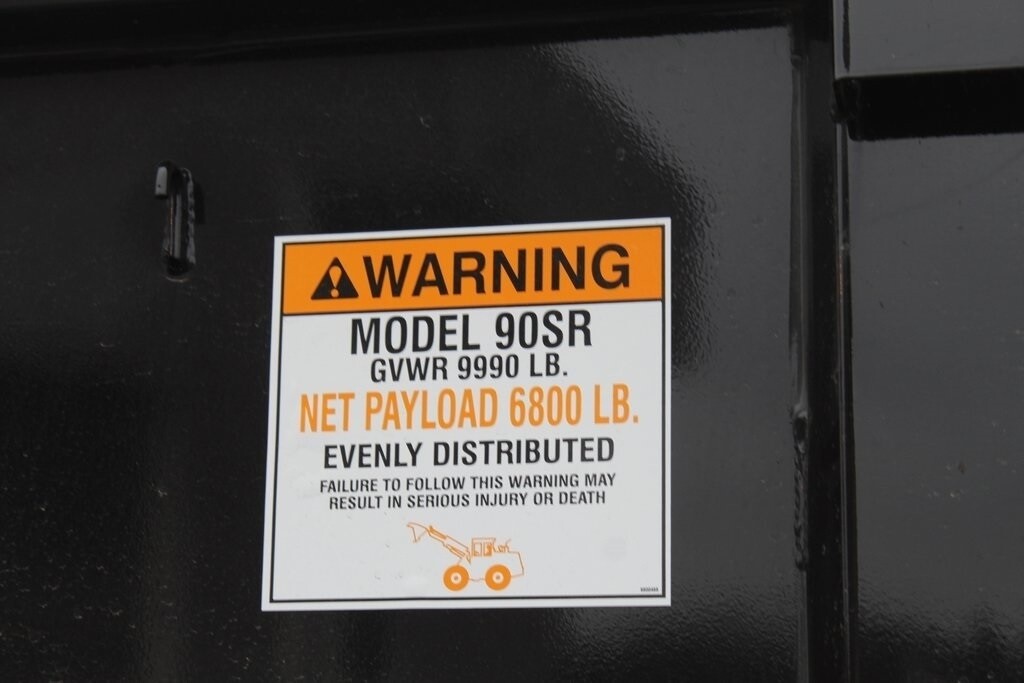 WARNING
MODEL 90SR
GVWR 9990 LB.
NET PAYLOAD 6800 LB.
EVENLY DISTRIBUTED
FAILURE TO FOLLOW THIS WARNING MAY
RESULT IN SERIOUS INJURY OR DEATH